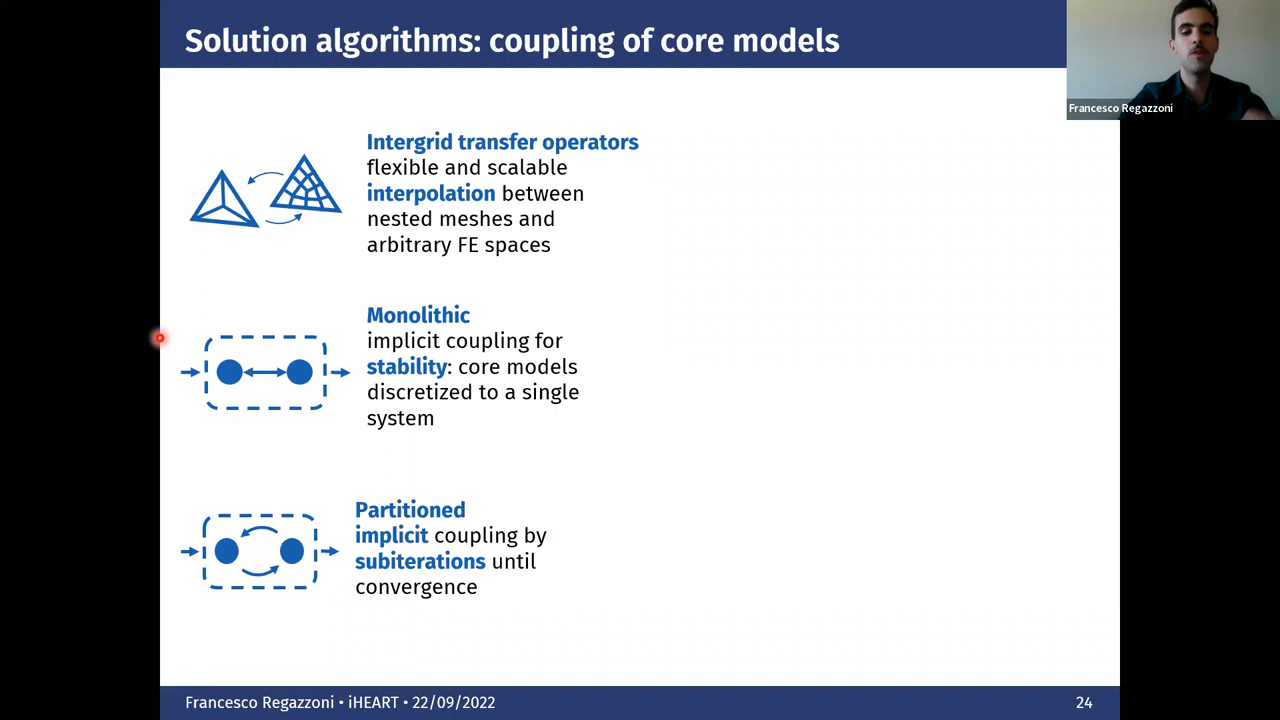 Solution algorithms: coupling of core models
Francesco Regazzoni
Intergrid transfer operators
flexible and scalable
interpolation between
nested meshes and
arbitrary FE spaces
Monolithic
implicit coupling for
stability: core models
discretized to a single
system
Partitioned
implicit coupling by
subiterations until
convergence
Francesco Regazzoni • iHEART • 22/09/2022
24